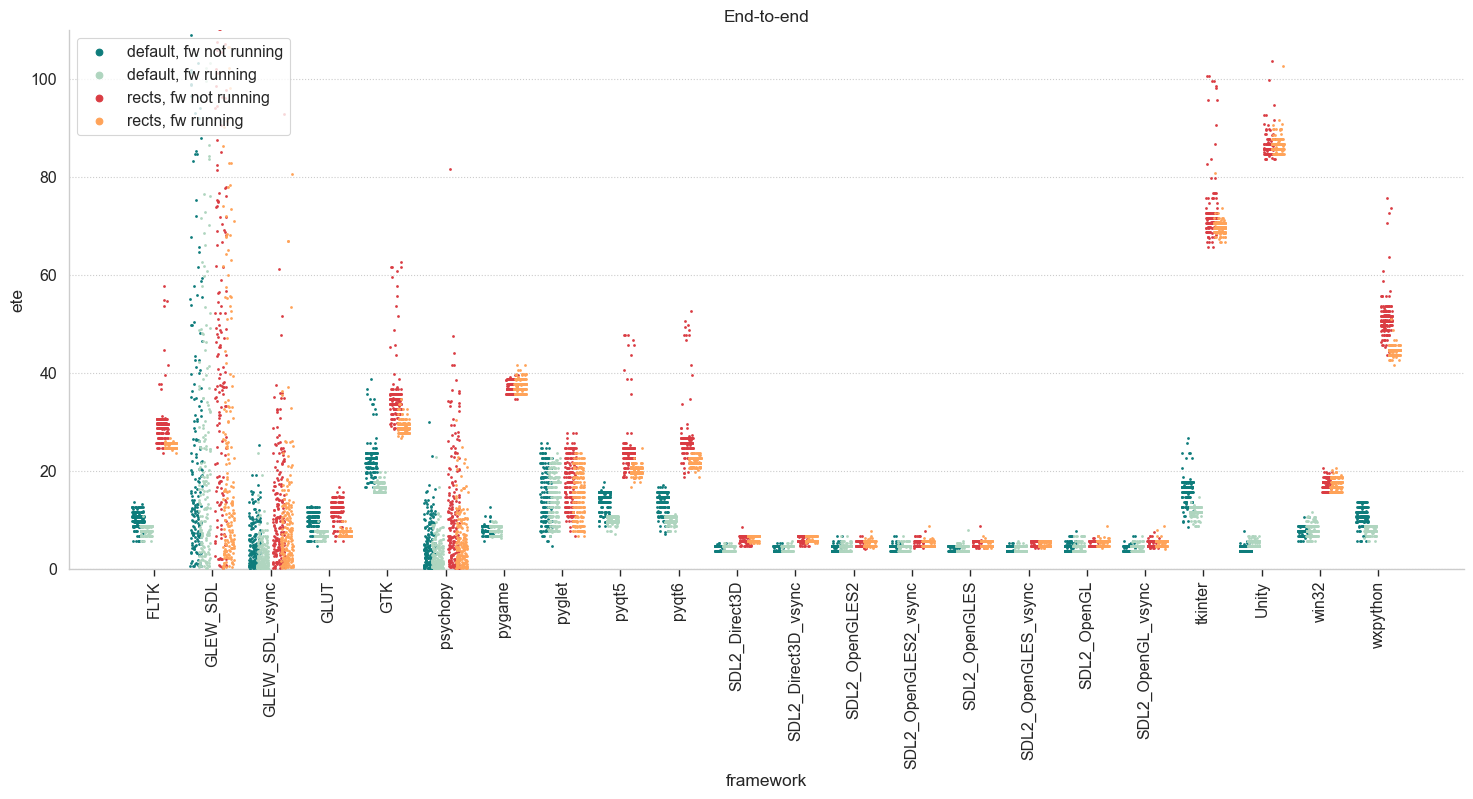 End-to-end
default, fw not running
default, fw running
rects, fw not running
rects, fw running
ete
100
80
60
40
20
0
FLTK
GLEW_SDL
GLEW_SDL_vsync
GLUT
GTK
psychopy
pygame
pyglet
pyqt5
pyqt6
SDL2_Direct3D
SDL2_Direct3D_vsync
SDL2_OpenGLES2
SDL2_OpenGLES2_vsync
SDL2_OpenGLES
SDL2_OpenGLES_vsync
SDL2_OpenGL
SDL2_OpenGL_vsync
tkinter
Unity
win32
wxpython
framework